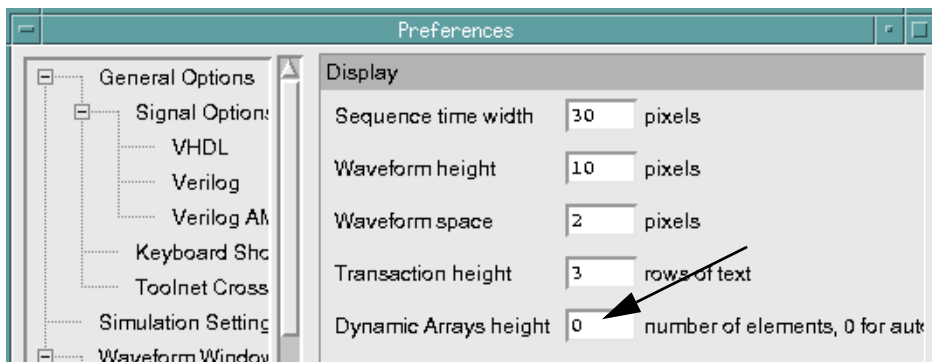 Preferences
General Options
Signal Options
VHDL
Verilog
Verilog AM
Keyboard Sho
Toolnet Cross
Simulation Setting
Waveform Window
Display
Sequence time width 30 pixels
Waveform height 10 pixels
Waveform space 2 pixels
Transaction height 3 rows of text
Dynamic Arrays height 0 number of elements, 0 for auto